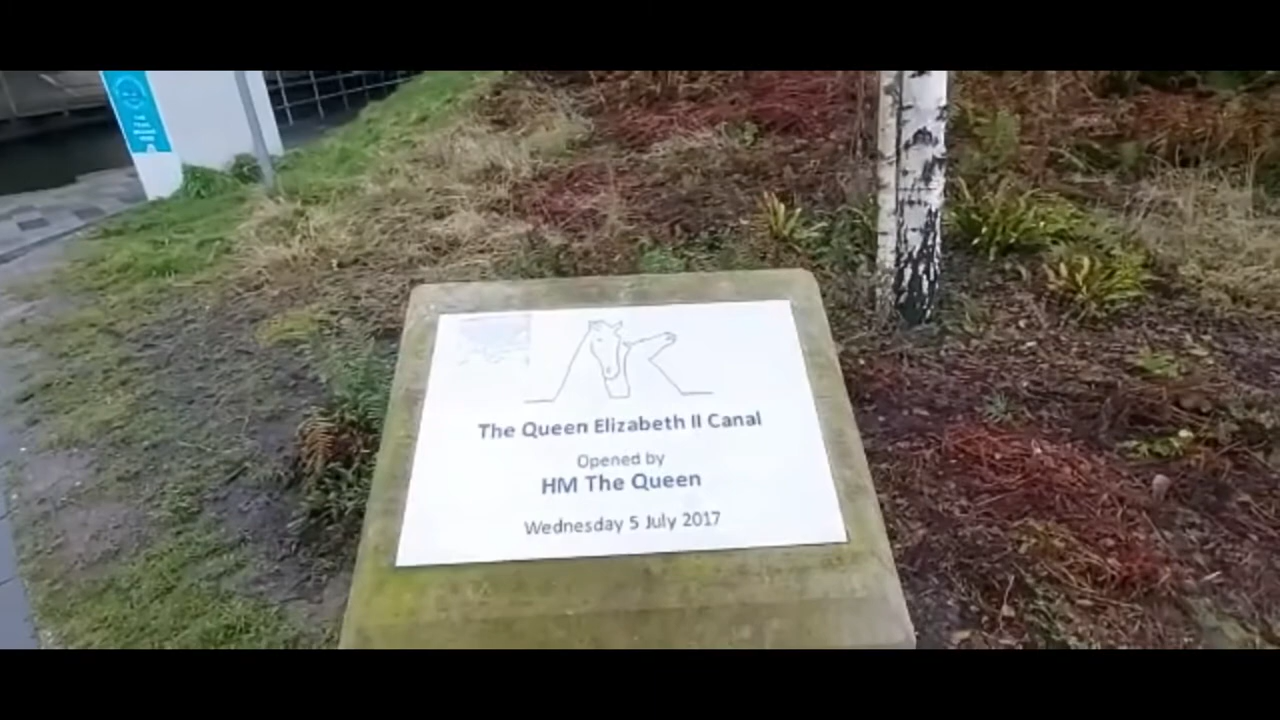 The Queen Elizabeth II Canal
Opened by
HM The Queen
Wednesday 5 July 2017